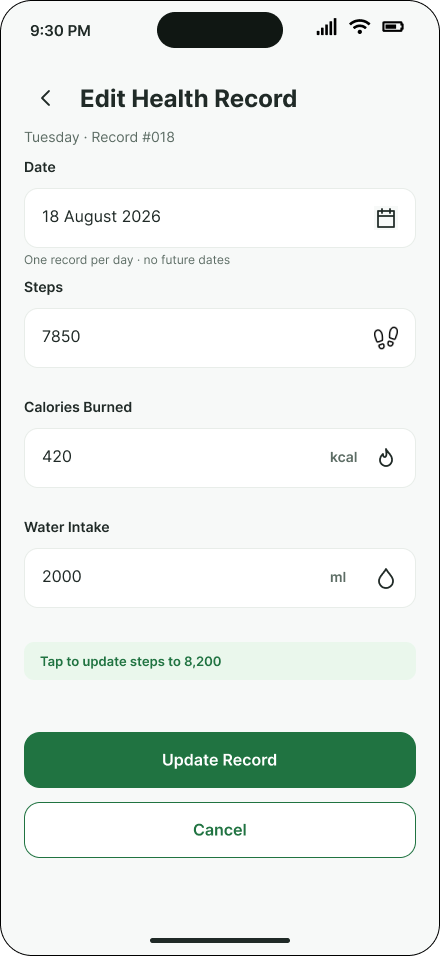 9:30 PM
Edit Health Record
Tuesday · Record #018
Date
18 August 2026
One record per day · no future dates
Steps
7850
Calories Burned
420 kcal
Water Intake
2000 ml
Tap to update steps to 8,200
Update Record
Cancel